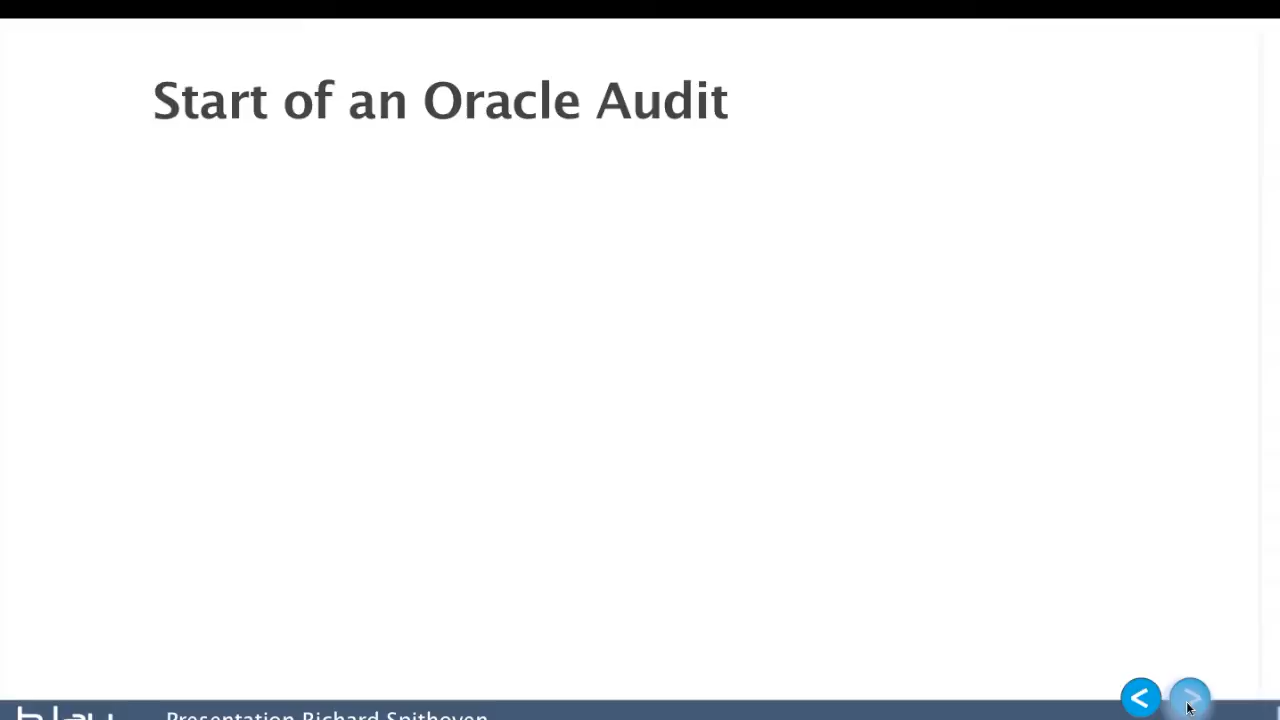 Start of an Oracle Audit
< >
Presentation Richard Spithoven